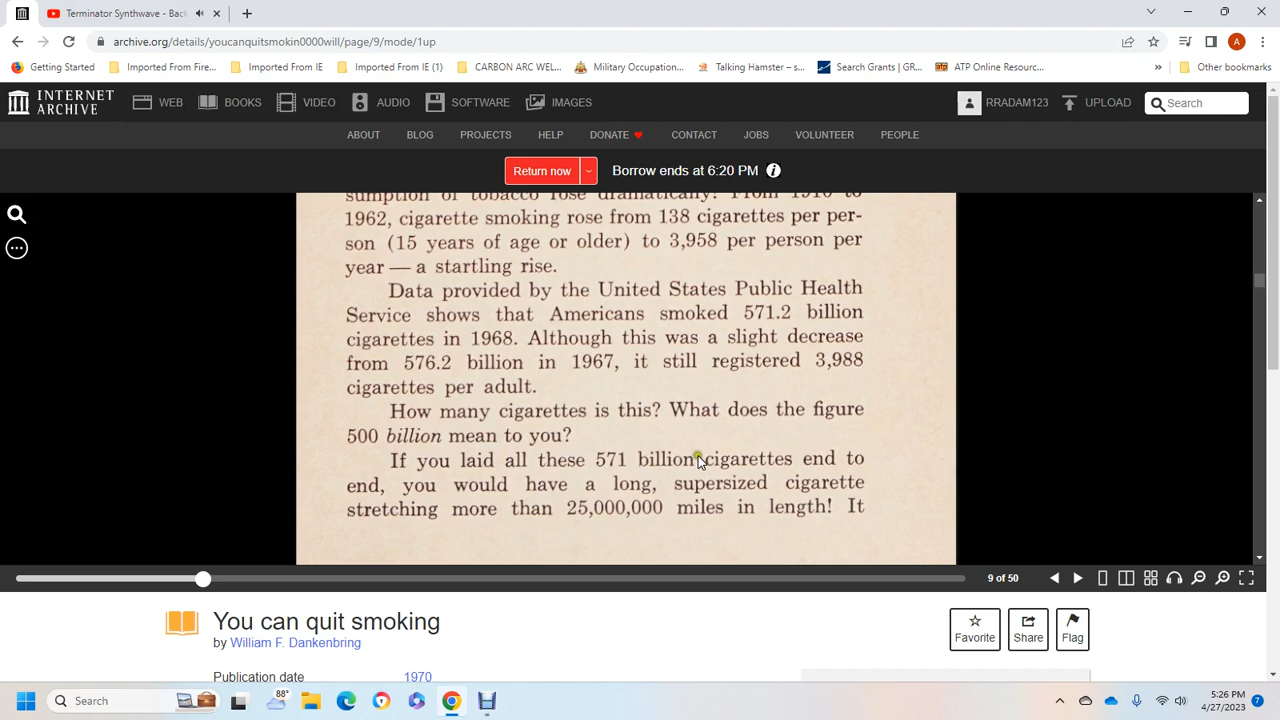 Terminator Synthwave - Bac
archive.org/details/youcanquitsmokin0000will/page/9/mode/1up
A
Getting Started
Imported From Fire...
Imported From IE
Imported From IE (1)
CARBON ARC WEL...
Military Occupation...
Talking Hamster – s...
Search Grants | GR...
ATP Online Resourc...
»
Other bookmarks
INTERNET
ARCHIVE
WEB
BOOKS
VIDEO
AUDIO
SOFTWARE
IMAGES
RRADAM123
UPLOAD
Search
ABOUT
BLOG
PROJECTS
HELP
DONATE
CONTACT
JOBS
VOLUNTEER
PEOPLE
Return now
Borrow ends at 6:20 PM
sumption of tobacco rose dramatically! From 1910 to
1962, cigarette smoking rose from 138 cigarettes per per-
son (15 years of age or older) to 3,958 per person per
year — a startling rise.
Data provided by the United States Public Health
Service shows that Americans smoked 571.2 billion
cigarettes in 1968. Although this was a slight decrease
from 576.2 billion in 1967, it still registered 3,988
cigarettes per adult.
How many cigarettes is this? What does the figure
500 billion mean to you?
If you laid all these 571 billion cigarettes end to
end, you would have a long, supersized cigarette
stretching more than 25,000,000 miles in length! It
9 of 50
You can quit smoking
by William F. Dankenbring
Favorite
Share
Flag
Publication date
1970
Search
88°
5:26 PM
4/27/2023
7